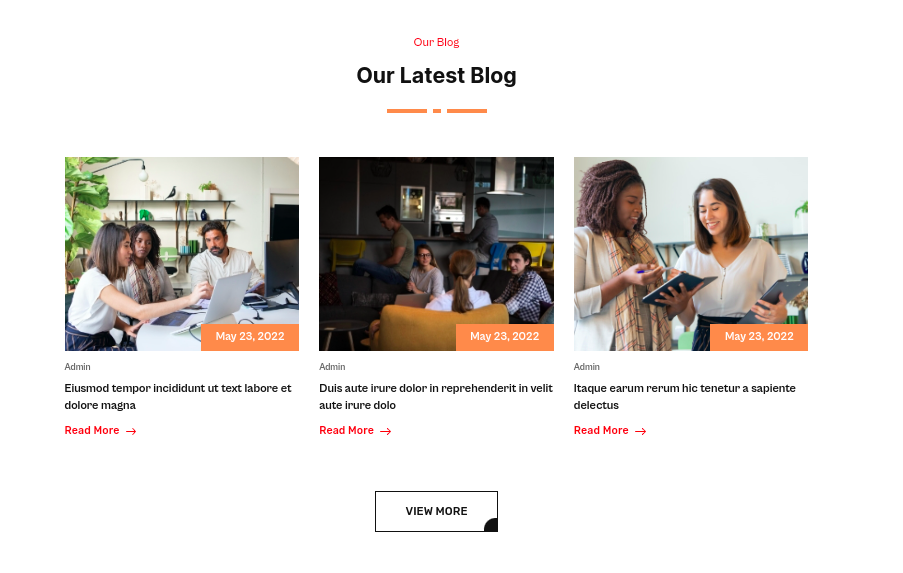 Our Blog
Our Latest Blog
May 23, 2022
May 23, 2022
May 23, 2022
Admin
Admin
Admin
Eiusmod tempor incididunt ut text labore et
dolore magna
Duis aute irure dolor in reprehenderit in velit
aute irure dolo
Itaque earum rerum hic tenetur a sapiente
delectus
Read More
Read More
Read More
VIEW MORE